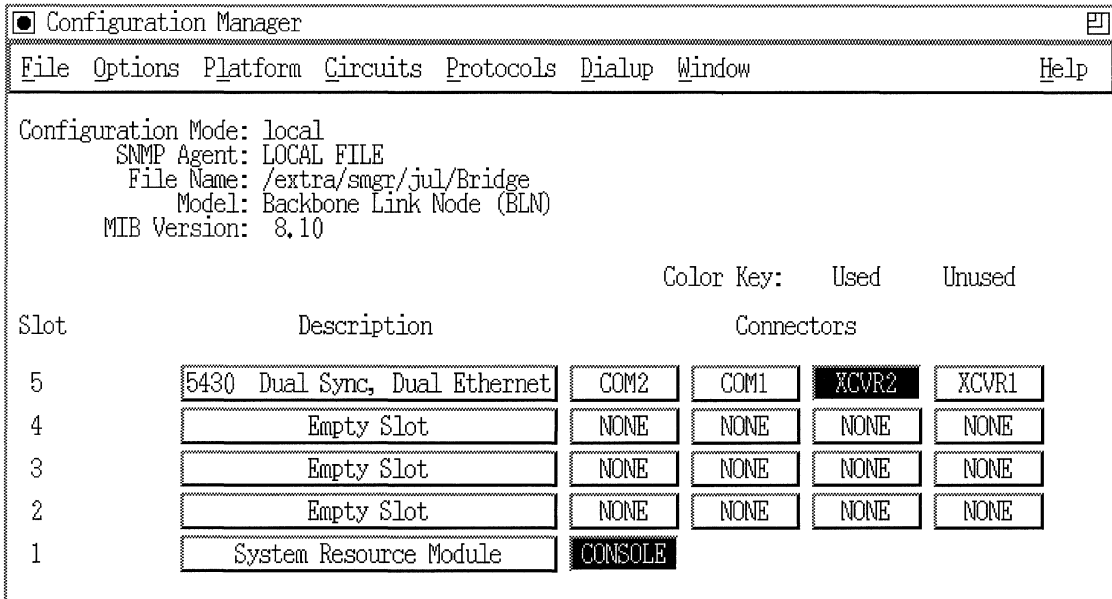 Configuration Manager
File Options Platform Circuits Protocols Dialup Window Help
Configuration Mode: local
SNMP Agent: LOCAL FILE
File Name: /extra/smgr/jul/Bridge
Model: Backbone Link Node (BLN)
MIB Version: 8.10
Color Key: Used Unused
Slot Description Connectors
5 5430 Dual Sync, Dual Ethernet COM2 COM1 XCVR2 XCVR1
4 Empty Slot NONE NONE NONE NONE
3 Empty Slot NONE NONE NONE NONE
2 Empty Slot NONE NONE NONE NONE
1 System Resource Module CONSOLE